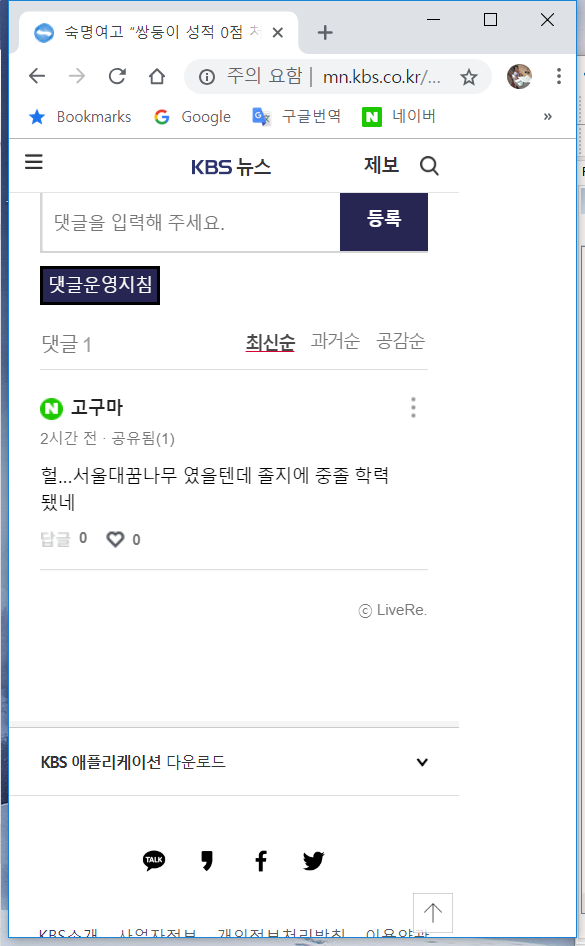 숙명여고 “쌍둥이 성적 0점
주의 요함 | mn.kbs.co.kr/...
Bookmarks Google 구글번역 네이버 »
KBS 뉴스 제보
댓글을 입력해 주세요. 등록
댓글운영지침
댓글 1 최신순 과거순 공감순
고구마
2시간 전 · 공유됨(1)
헐...서울대꿈나무 였을텐데 졸지에 중졸 학력
됐네
답글 0 0
ⓒ LiveRe.
KBS 애플리케이션 다운로드
TALK
KBS소개 사업자정보 개인정보처리방침 이용약관